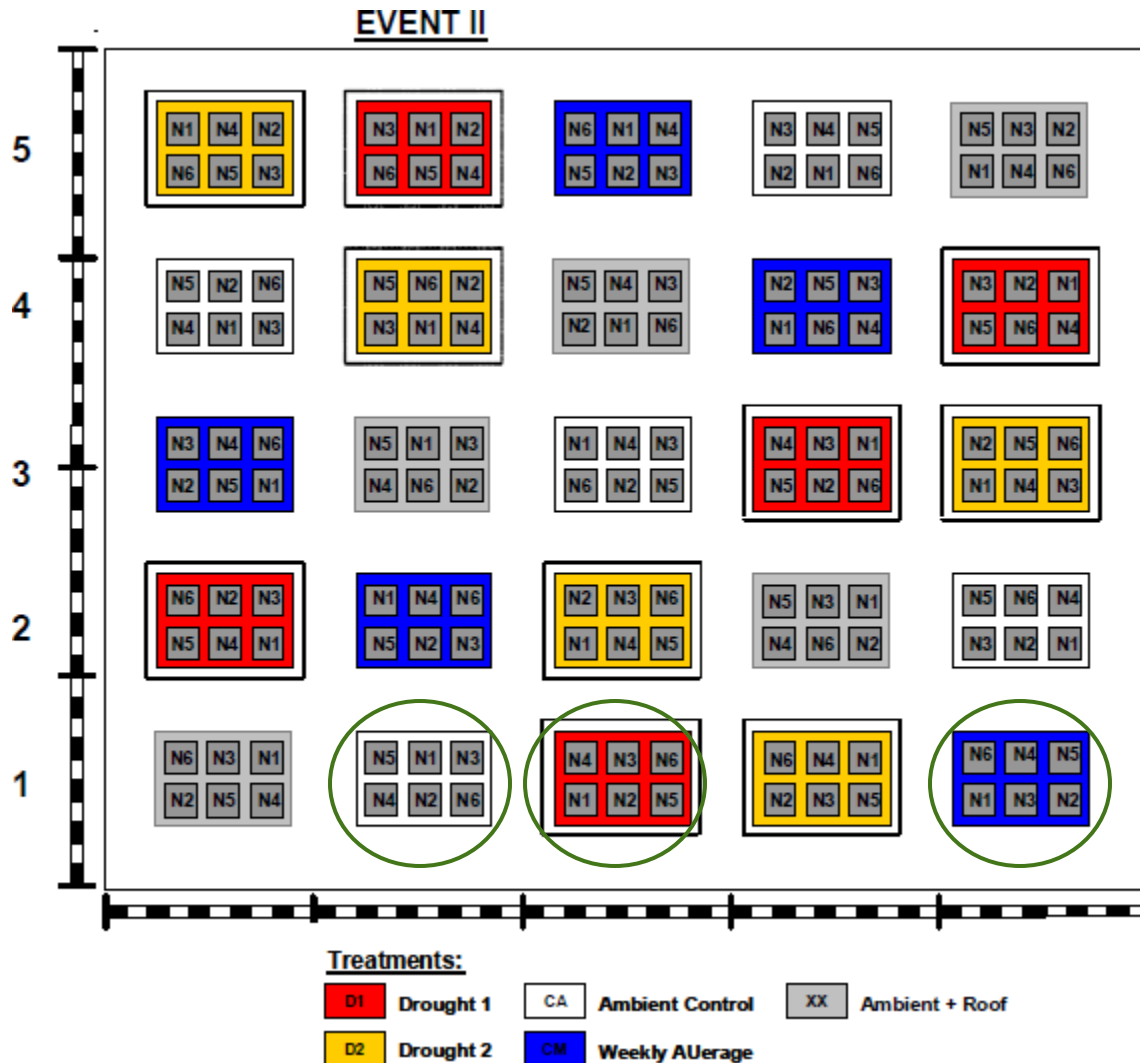 EVENT II
N1 N4 N2 N3 N1 N2 N6 N1 N4 N3 N4 N5 N5 N3 N2
5
N6 N5 N3 N6 N5 N4 N5 N2 N3 N2 N1 N6 N1 N4 N6
N5 N2 N6 N5 N6 N2 N5 N4 N3 N2 N5 N3 N3 N2 N1
4
N4 N1 N3 N3 N1 N4 N2 N1 N6 N1 N6 N4 N5 N6 N4
N3 N4 N6 N5 N1 N3 N1 N4 N3 N4 N3 N1 N2 N5 N6
3
N2 N5 N1 N4 N6 N2 N6 N2 N5 N5 N2 N6 N1 N4 N3
N6 N2 N3 N1 N4 N6 N2 N3 N6 N5 N3 N1 N5 N6 N4
2
N5 N4 N1 N5 N2 N3 N1 N4 N5 N4 N6 N2 N3 N2 N1
N6 N3 N1 N5 N1 N3 N4 N3 N6 N6 N4 N1 N6 N4 N5
1
N2 N5 N4 N4 N2 N6 N1 N2 N5 N2 N3 N5 N1 N3 N2
Treatments:
D1 Drought 1 CA Ambient Control XX Ambient + Roof
D2 Drought 2 CM Weekly AUerage